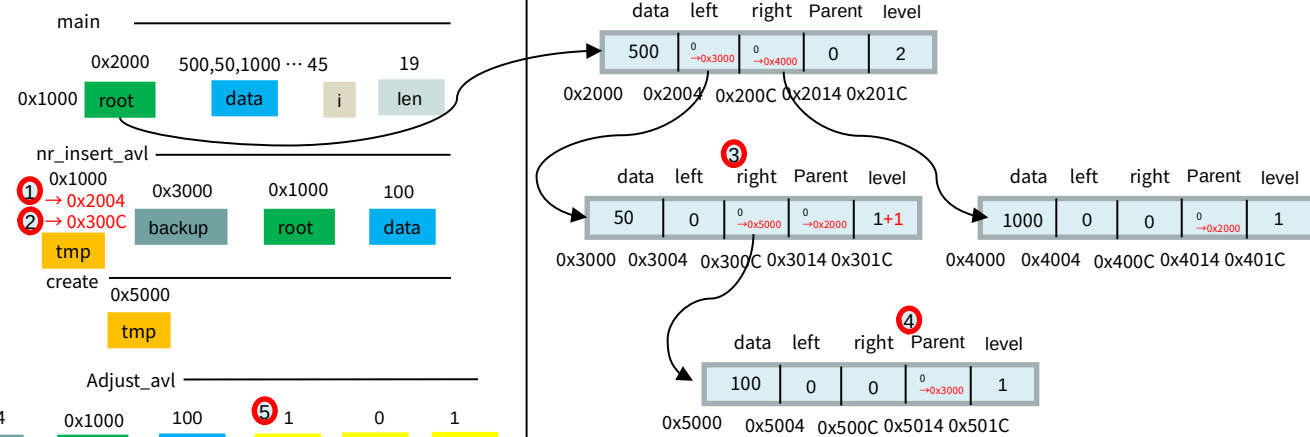 main
0x2000
500,50,1000 ⋯ 45
19
0x1000
root
data
i
len
nr_insert_avl
0x1000
① → 0x2004
② → 0x300C
tmp
0x3000
backup
0x1000
root
100
data
create
0x5000
tmp
Adjust_avl
4
0x1000
100
⑤ 1
0
1
data left right Parent level
500
0
→0x3000
0
→0x4000
0
2
0x2000 0x2004 0x200C 0x2014 0x201C
③
data left right Parent level
50
0
0
→0x5000
0
→0x2000
1+1
0x3000 0x3004 0x300C 0x3014 0x301C
data left right Parent level
1000
0
0
0
→0x2000
1
0x4000 0x4004 0x400C 0x4014 0x401C
④
data left right Parent level
100
0
0
0
→0x3000
1
0x5000 0x5004 0x500C 0x5014 0x501C